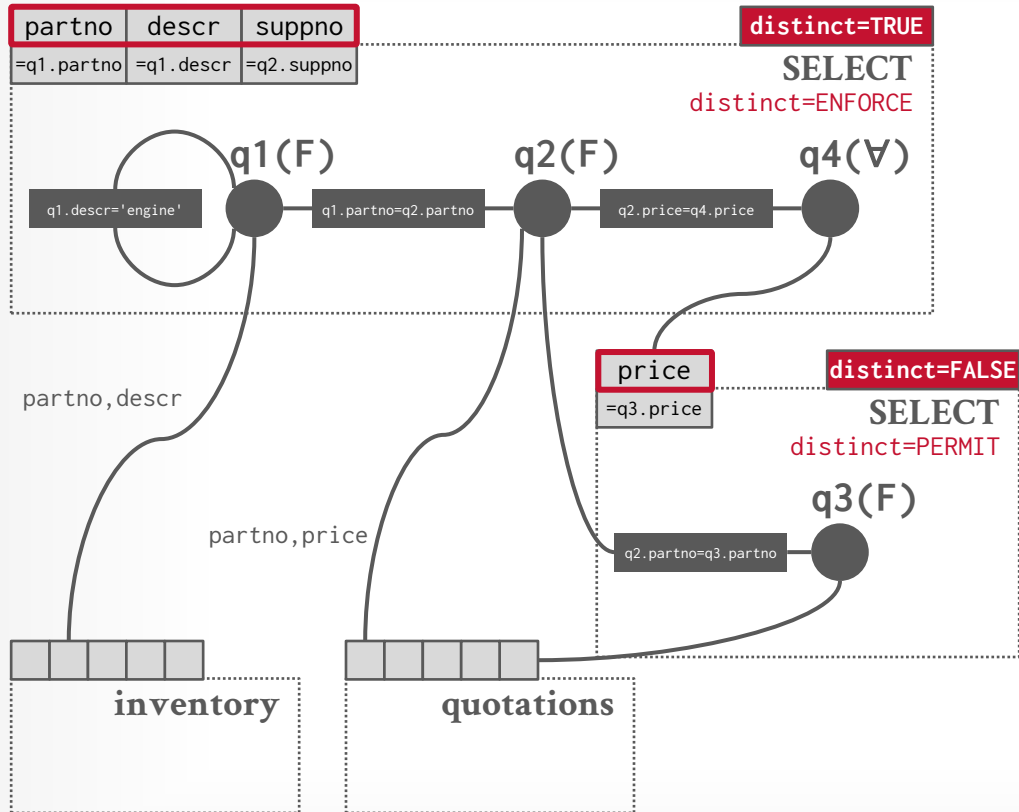 partno descr suppno
distinct=TRUE
=q1.partno =q1.descr =q2.suppno
SELECT
distinct=ENFORCE
q1(F) q2(F) q4(∀)
q1.descr='engine' q1.partno=q2.partno q2.price=q4.price
price
distinct=FALSE
=q3.price
SELECT
distinct=PERMIT
partno,descr
q3(F)
partno,price
q2.partno=q3.partno
inventory
quotations